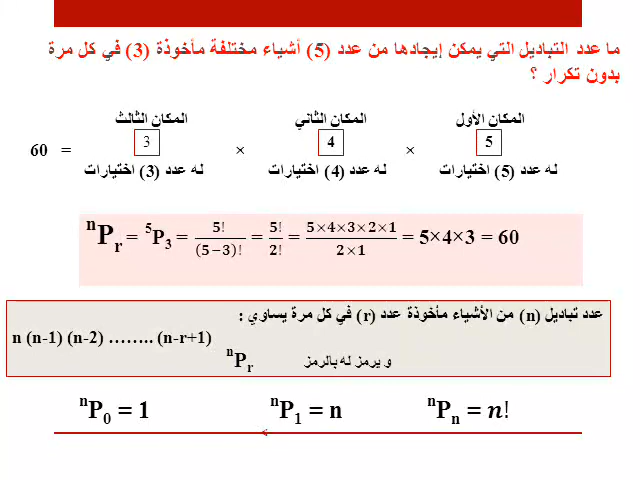 ما عدد التباديل التي يمكن إيجادها من عدد (5) أشياء مختلفة مأخوذة (3) في كل مرة
بدون تكرار ؟
المكان الأول المكان الثاني المكان الثالث
5 × 4 × 3 = 60
له عدد (5) اختيارات له عدد (4) اختيارات له عدد (3) اختيارات
ⁿPᵣ = ⁵P₃ = 5!/(5−3)! = 5!/2! = 5×4×3×2×1/2×1 = 5×4×3 = 60
عدد تباديل (n) من الأشياء مأخوذة عدد (r) في كل مرة يساوي :
n (n-1) (n-2) …….. (n-r+1)
و يرمز له بالرمز ⁿPᵣ
ⁿP₀ = 1 ⁿP₁ = n ⁿPₙ = n!